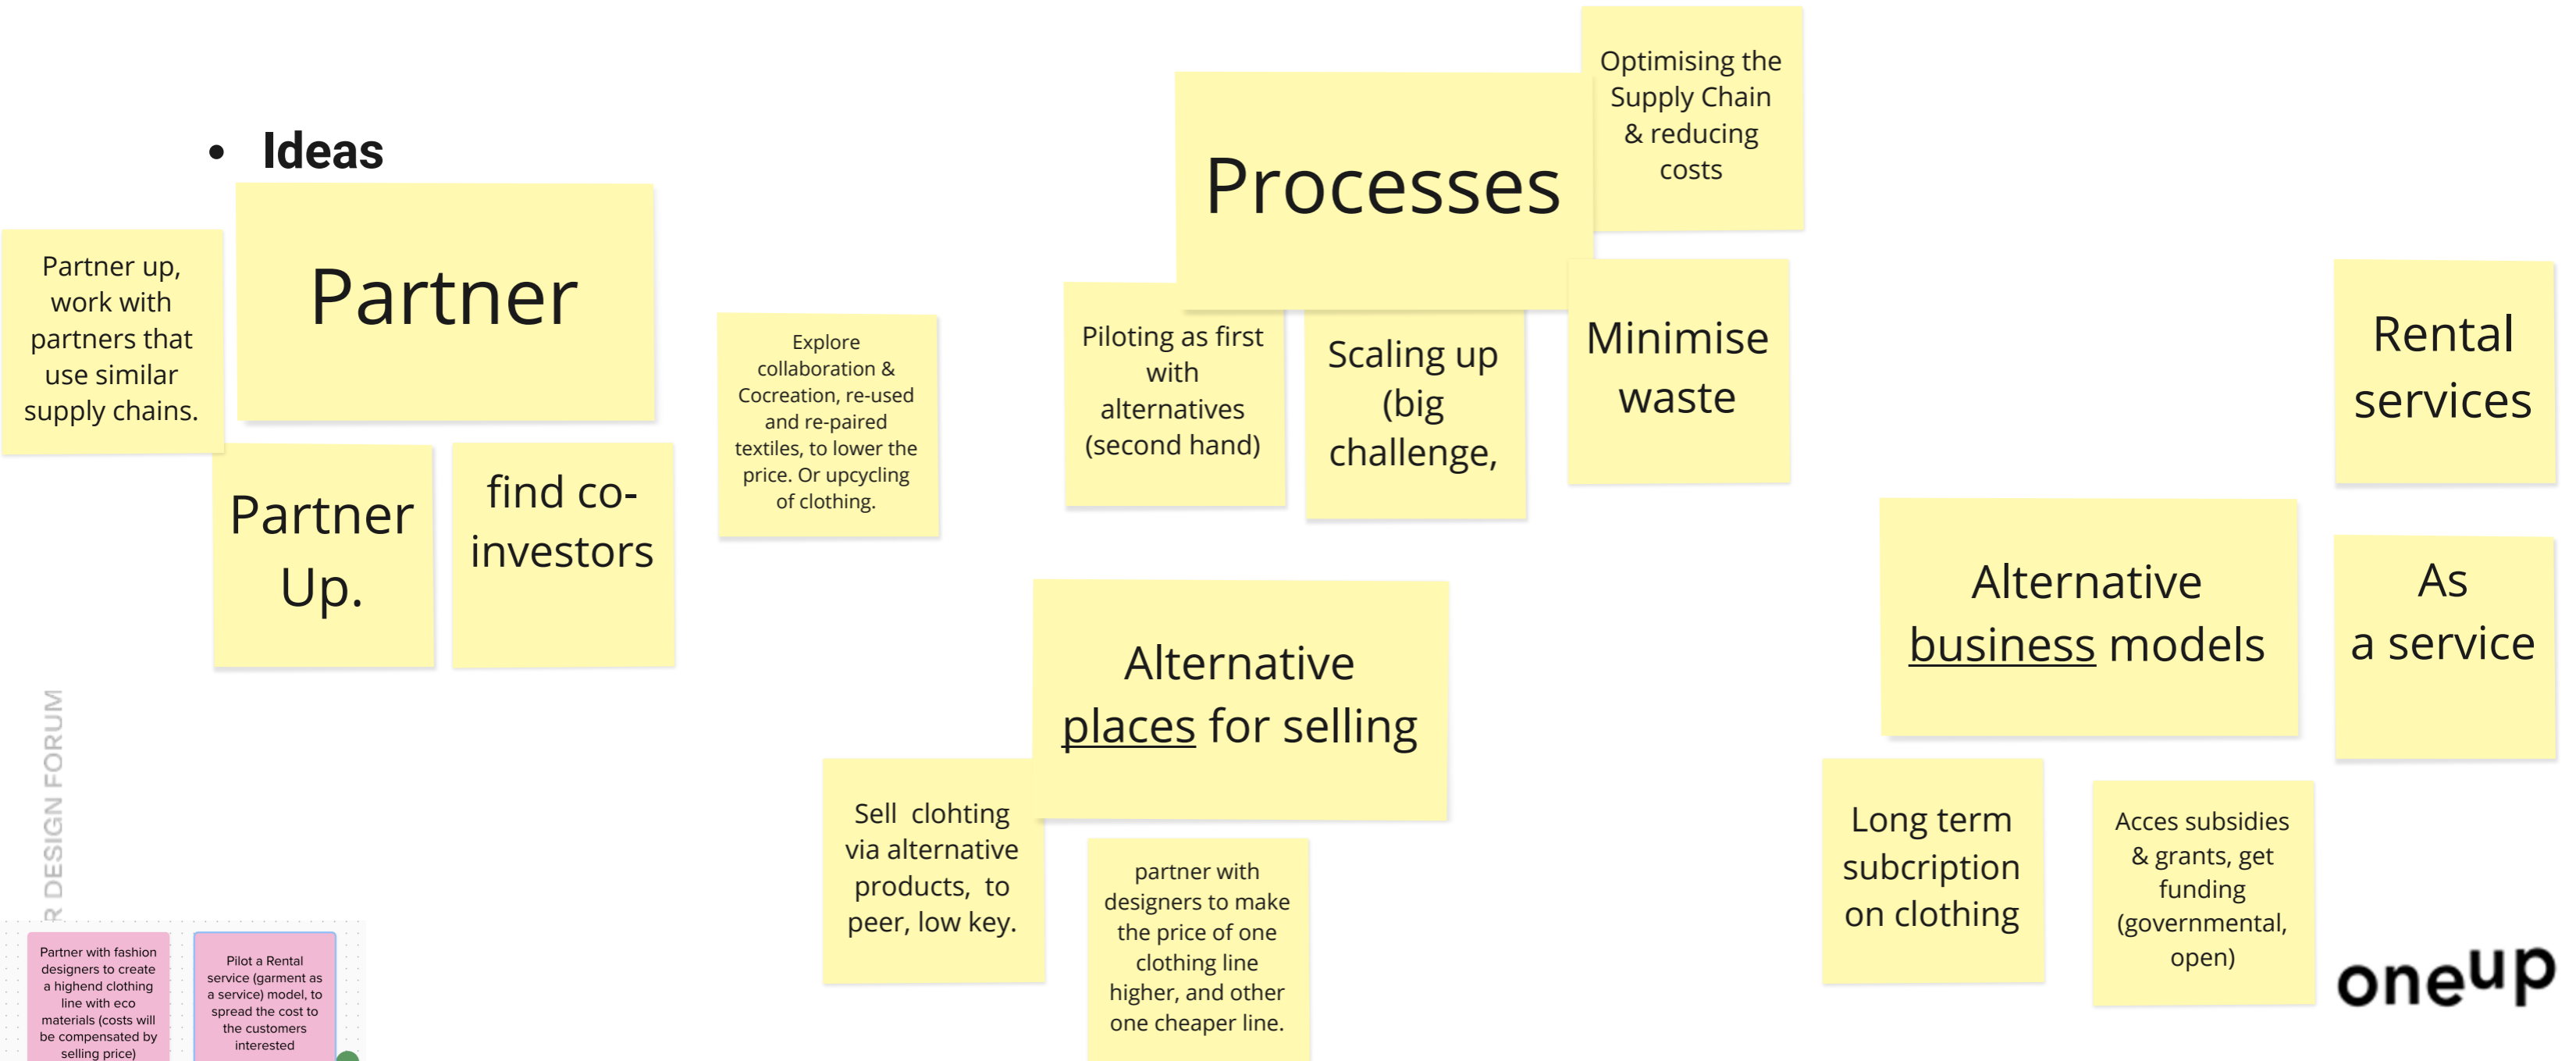 • Ideas
Partner
Partner up,
work with
partners that
use similar
supply chains.
Partner
Up.
find co-
investors
Explore
collaboration &
Cocreation, re-used
and re-paired
textiles, to lower the
price. Or upcycling
of clothing.
Processes
Optimising the
Supply Chain
& reducing
costs
Piloting as first
with
alternatives
(second hand)
Scaling up
(big
challenge,
Minimise
waste
Alternative
places for selling
Sell clohting
via alternative
products, to
peer, low key.
partner with
designers to make
the price of one
clothing line
higher, and other
one cheaper line.
Alternative
business models
Rental
services
As
a service
Long term
subcription
on clothing
Acces subsidies
& grants, get
funding
(governmental,
open)
R DESIGN FORUM
Partner with fashion
designers to create
a highend clothing
line with eco
materials (costs will
be compensated by
selling price)
Pilot a Rental
service (garment as
a service) model, to
spread the cost to
the customers
interested
oneup